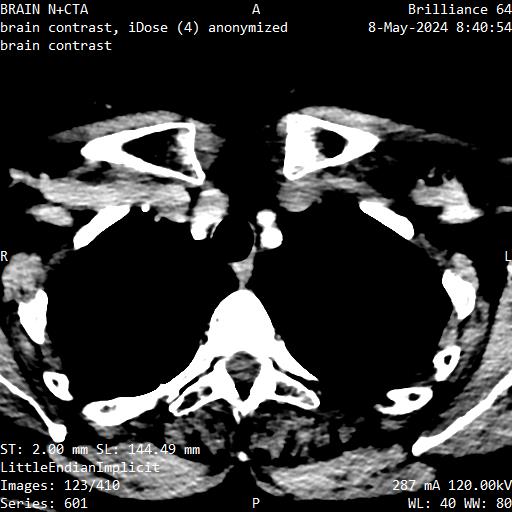 BRAIN N+CTA
brain contrast, iDose (4) anonymized
brain contrast
A
Brilliance 64
8-May-2024 8:40:54
R
L
ST: 2.00 mm SL: 144.49 mm
LittleEndianImplicit
Images: 123/410
Series: 601
P
287 mA 120.00kV
WL: 40 WW: 80